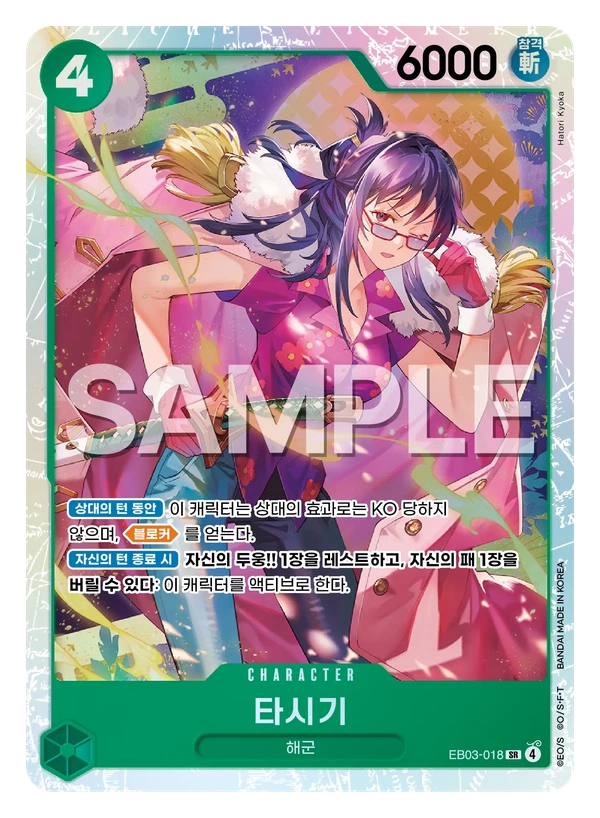 4
6000
참격
斬
Hatori Kyoka
SAMPLE
상대의 턴 동안 이 캐릭터는 상대의 효과로는 KO 당하지
않으며, 블로커 를 얻는다.
자신의 턴 종료 시 자신의 두웅!! 1장을 레스트하고, 자신의 패 1장을
버릴 수 있다: 이 캐릭터를 액티브로 한다.
CHARACTER
타시기
해군
EB03-018 SR 4
©EO/S ©O/S·F·T BANDAI MADE IN KOREA